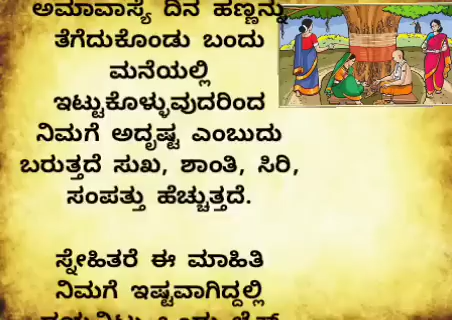 ಅಮಾವಾಸ್ಯೆ ದಿನ ಹಣ್ಣನ್ನು
ತೆಗೆದುಕೊಂಡು ಬಂದು
ಮನೆಯಲ್ಲಿ
ಇಟ್ಟುಕೊಳ್ಳುವುದರಿಂದ
ನಿಮಗೆ ಅದೃಷ್ಟ ಎಂಬುದು
ಬರುತ್ತದೆ ಸುಖ, ಶಾಂತಿ, ಸಿರಿ,
ಸಂಪತ್ತು ಹೆಚ್ಚುತ್ತದೆ.
ಸ್ನೇಹಿತರೆ ಈ ಮಾಹಿತಿ
ನಿಮಗೆ ಇಷ್ಟವಾಗಿದ್ದಲ್ಲಿ